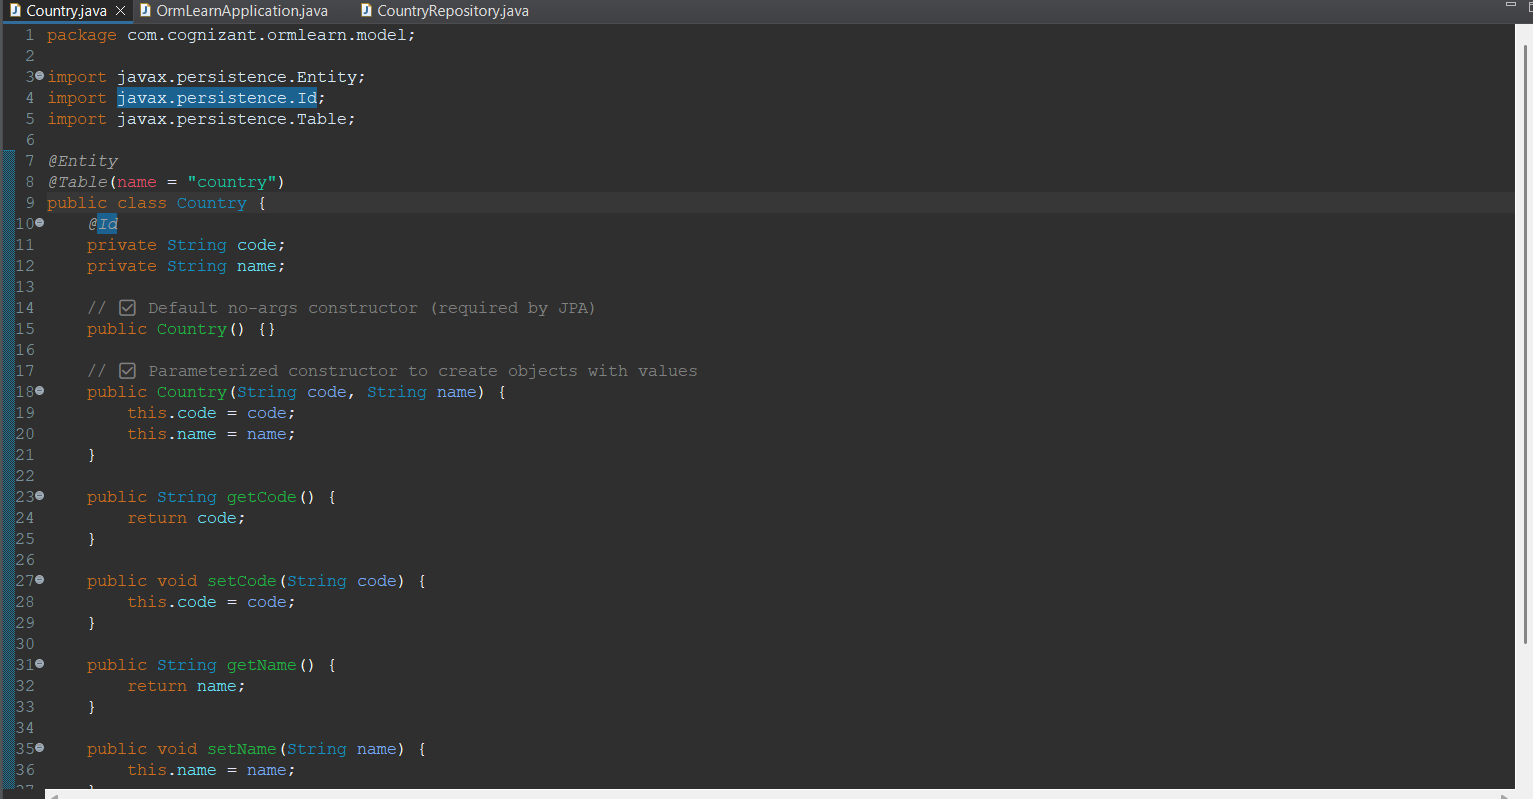 Country.java OrmLearnApplication.java CountryRepository.java
1 package com.cognizant.ormlearn.model;
2
3 import javax.persistence.Entity;
4 import javax.persistence.Id;
5 import javax.persistence.Table;
6
7 @Entity
8 @Table(name = "country")
9 public class Country {
10 @Id
11 private String code;
12 private String name;
13
14 // ☑ Default no-args constructor (required by JPA)
15 public Country() {}
16
17 // ☑ Parameterized constructor to create objects with values
18 public Country(String code, String name) {
19 this.code = code;
20 this.name = name;
21 }
22
23 public String getCode() {
24 return code;
25 }
26
27 public void setCode(String code) {
28 this.code = code;
29 }
30
31 public String getName() {
32 return name;
33 }
34
35 public void setName(String name) {
36 this.name = name;
37 }